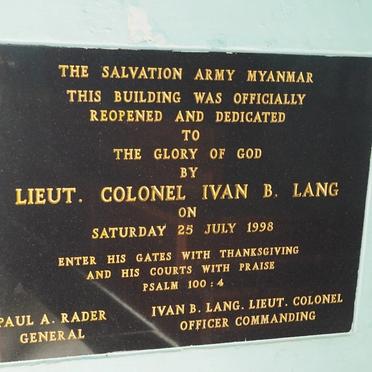 THE SALVATION ARMY MYANMAR
THIS BUILDING WAS OFFICIALLY
REOPENED AND DEDICATED
TO
THE GLORY OF GOD
BY
LIEUT. COLONEL IVAN B. LANG
ON
SATURDAY 25 JULY 1998
ENTER HIS GATES WITH THANKSGIVING
AND HIS COURTS WITH PRAISE
PSALM 100:4
PAUL A. RADER
GENERAL
IVAN B. LANG. LIEUT. COLONEL
OFFICER COMMANDING